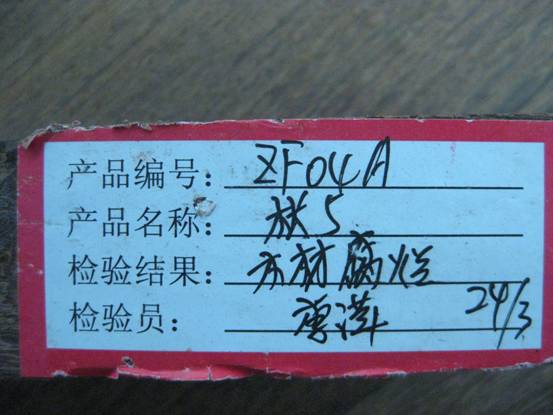 产品编号: ZF04A
产品名称: 扶5
检验结果: 木材腐烂
检验员: 24/3